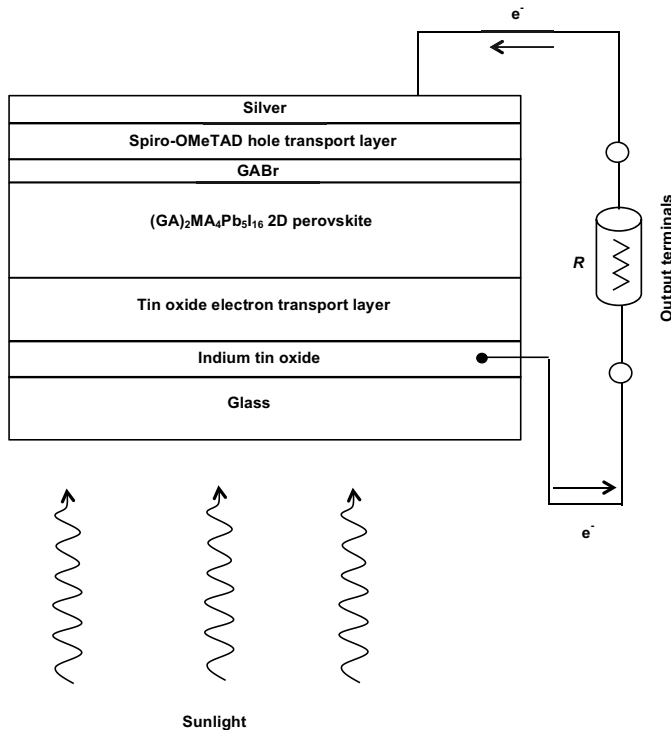 e⁻
Silver
Spiro-OMeTAD hole transport layer
GABr
(GA)₂MA₄Pb₅I₁₆ 2D perovskite
Tin oxide electron transport layer
Indium tin oxide
Glass
R
Output terminals
e⁻
Sunlight